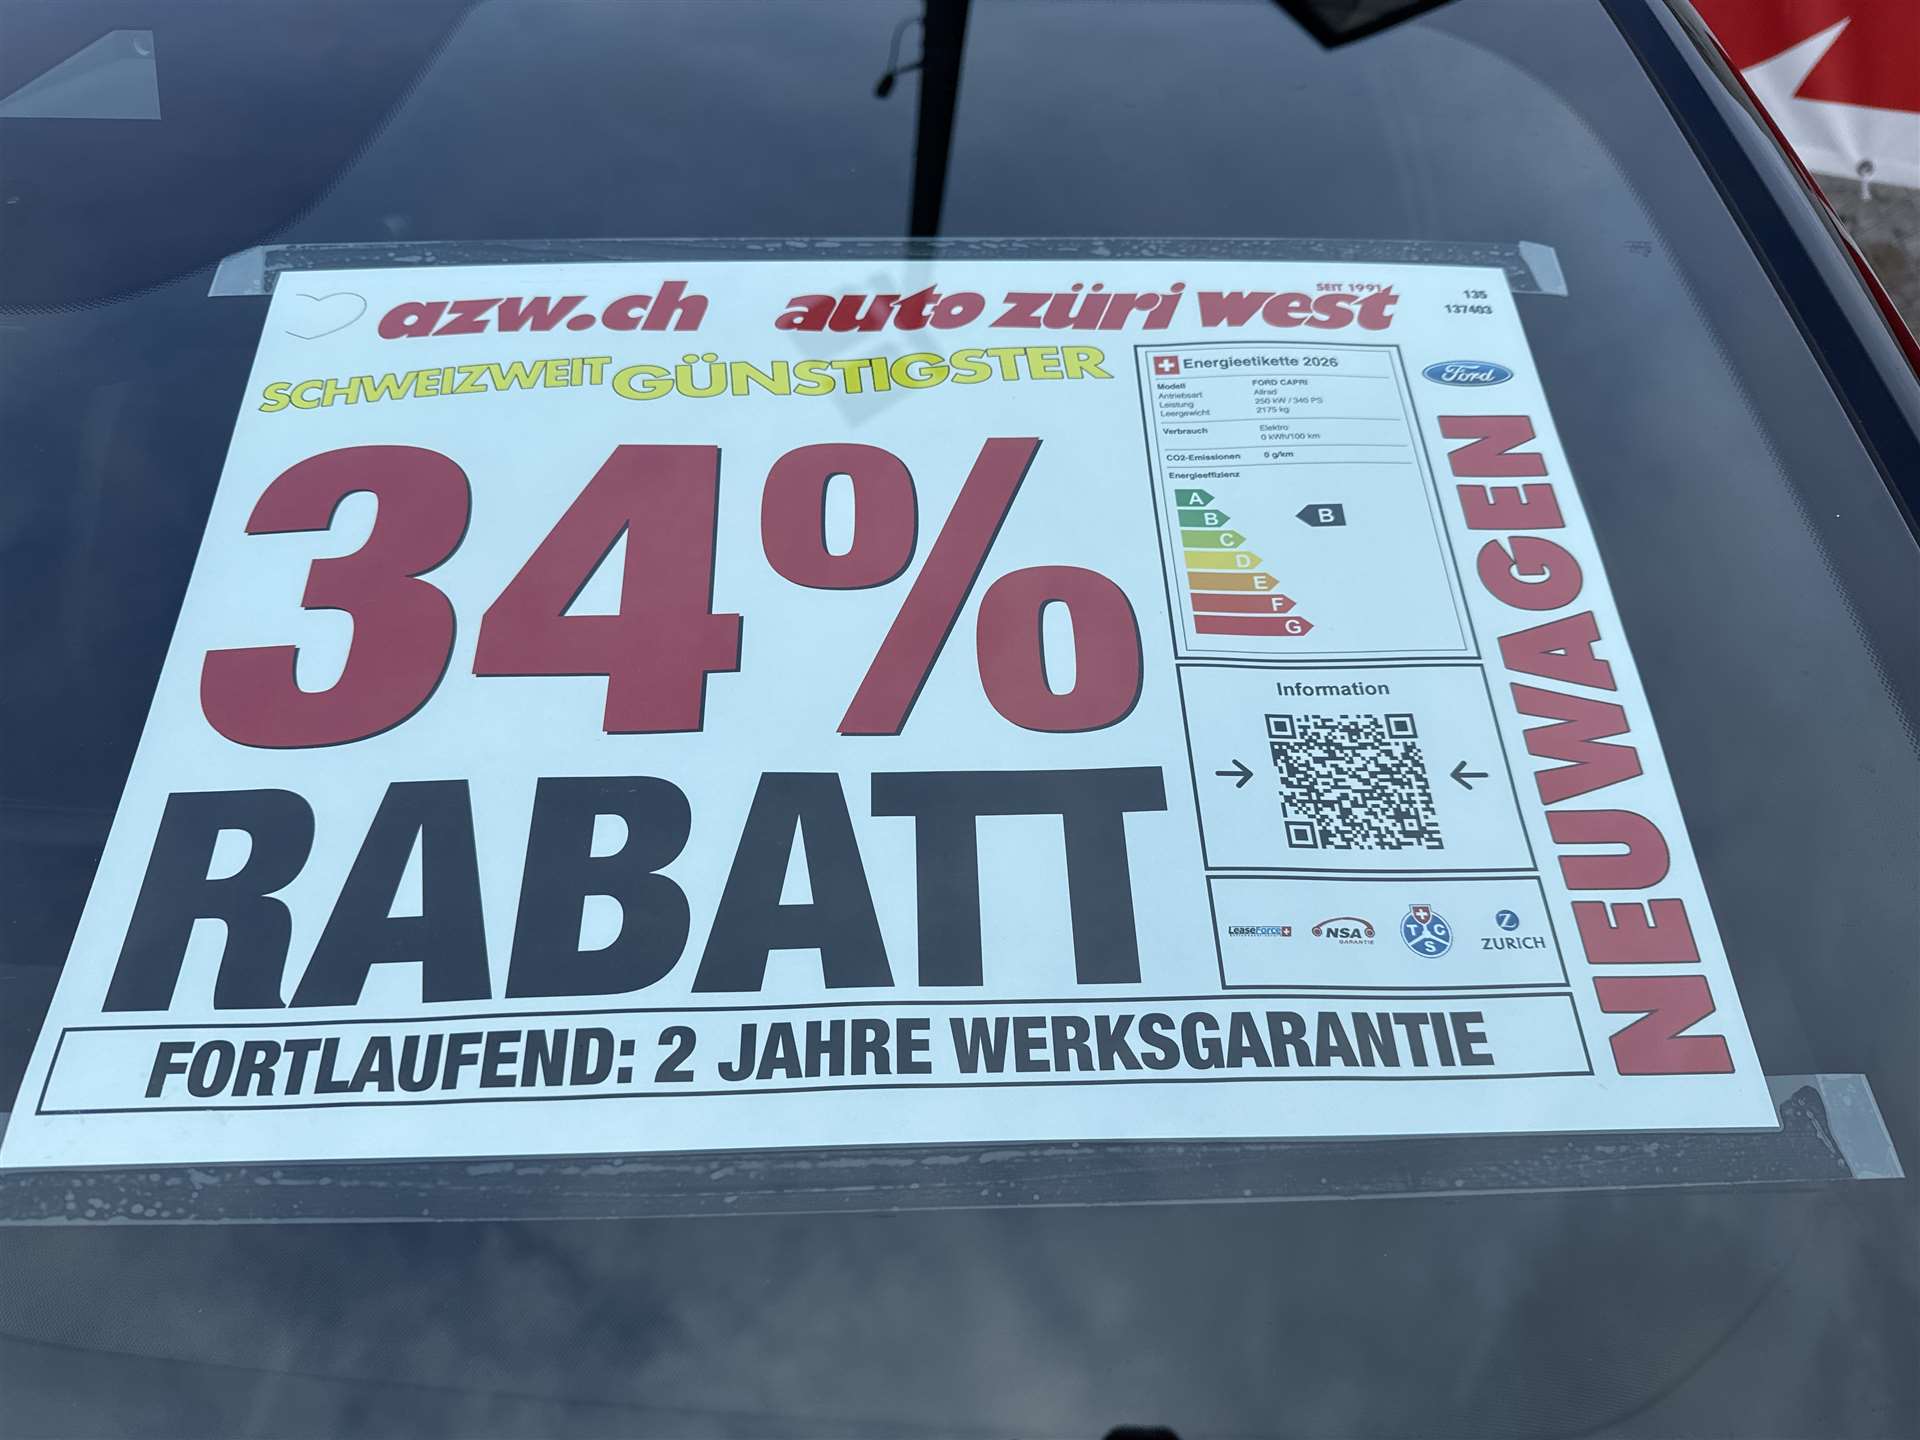 azw.ch auto züri west
SEIT 1991
135
137403
SCHWEIZWEIT GÜNSTIGSTER
34%
RABATT
FORTLAUFEND: 2 JAHRE WERKSGARANTIE
Energieetikette 2026
Modell FORD CAPRI
Antriebsart Allrad
Leistung 250 kW / 340 PS
Leergewicht 2175 kg
Verbrauch Elektro
0 kWh/100 km
CO2-Emissionen 0 g/km
Energieeffizienz
A
B B
C
D
E
F
G
Information
LeaseForce
NSA
GARANTIE
TCS
Z
ZURICH
Ford
NEUWAGEN